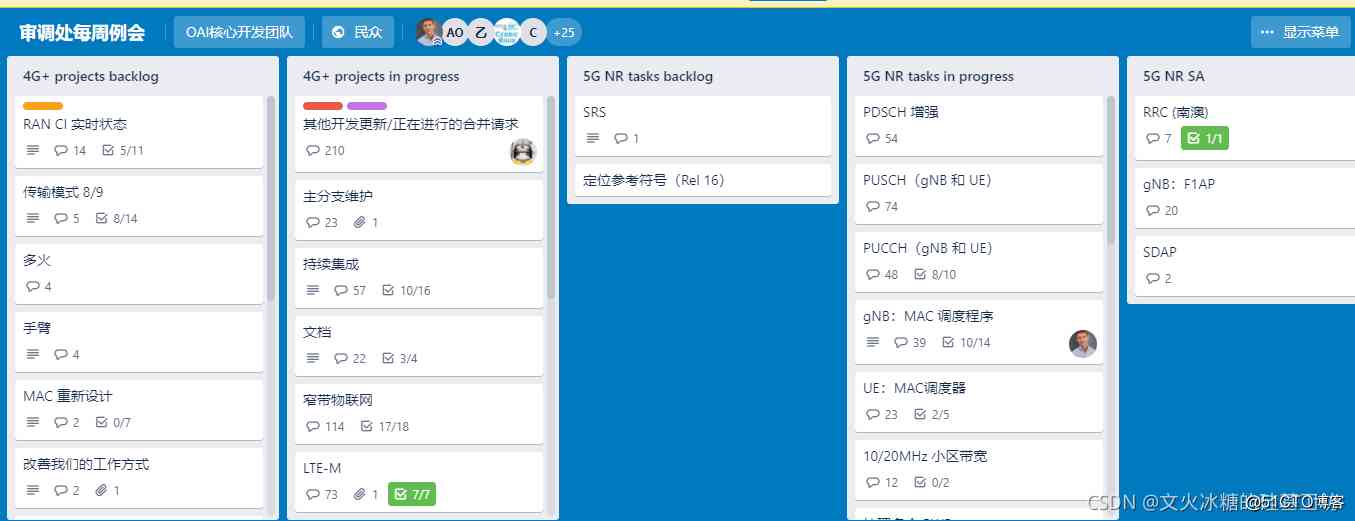 审调处每周例会
OAI核心开发团队
民众
AO
乙
C
+25
显示菜单
4G+ projects backlog
RAN CI 实时状态
14 5/11
传输模式 8/9
5 8/14
多火
4
手臂
4
MAC 重新设计
2 0/7
改善我们的工作方式
2 1
4G+ projects in progress
其他开发更新/正在进行的合并请求
210
主分支维护
23 1
持续集成
57 10/16
文档
22 3/4
窄带物联网
114 17/18
LTE-M
73 1 7/7
5G NR tasks backlog
SRS
1
定位参考符号（Rel 16）
5G NR tasks in progress
PDSCH 增强
54
PUSCH（gNB 和 UE）
74
PUCCH（gNB 和 UE）
48 8/10
gNB：MAC 调度程序
39 10/14
UE：MAC调度器
23 2/5
10/20MHz 小区带宽
12 0/2
5G NR SA
RRC (南澳)
7 1/1
gNB：F1AP
20
SDAP
2
CSDN @文火冰糖的
@51CTO博客